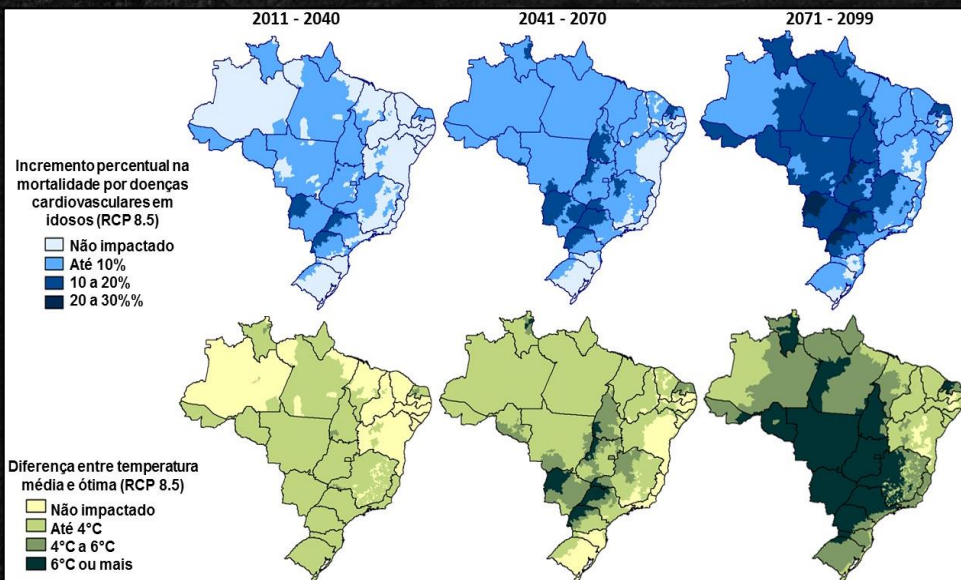 2011 - 2040
2041 - 2070
2071 - 2099
Incremento percentual na
mortalidade por doenças
cardiovasculares em
idosos (RCP 8.5)
Não impactado
Até 10%
10 a 20%
20 a 30%%
Diferença entre temperatura
média e ótima (RCP 8.5)
Não impactado
Até 4°C
4°C a 6°C
6°C ou mais